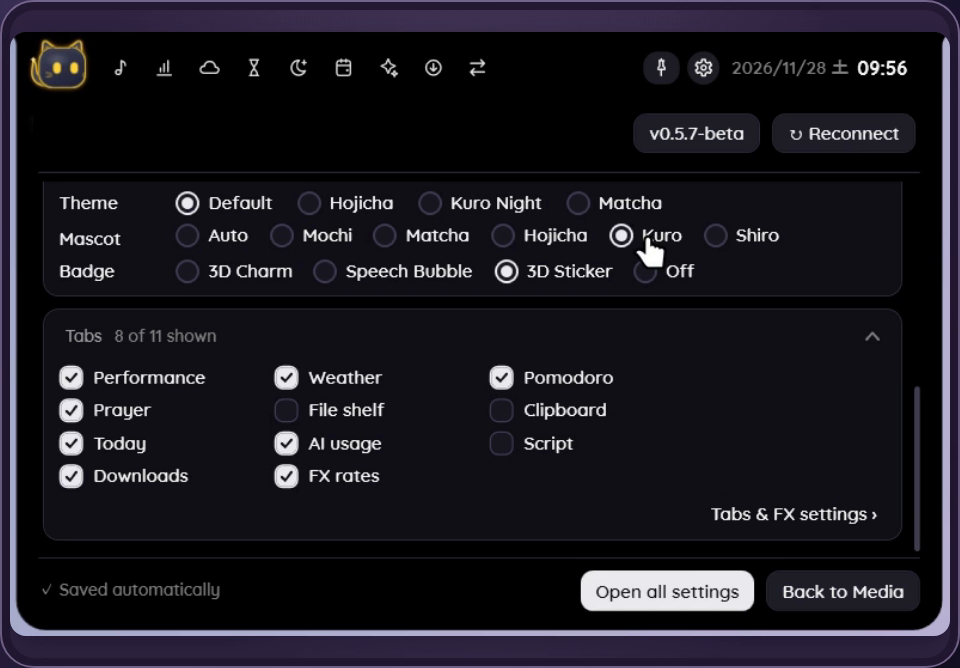 2026/11/28 土 09:56
v0.5.7-beta ↻ Reconnect
Theme Default Hojicha Kuro Night Matcha
Mascot Auto Mochi Matcha Hojicha Kuro Shiro
Badge 3D Charm Speech Bubble 3D Sticker Off
Tabs 8 of 11 shown
Performance Weather Pomodoro
Prayer File shelf Clipboard
Today AI usage Script
Downloads FX rates
Tabs & FX settings ›
✓ Saved automatically Open all settings Back to Media